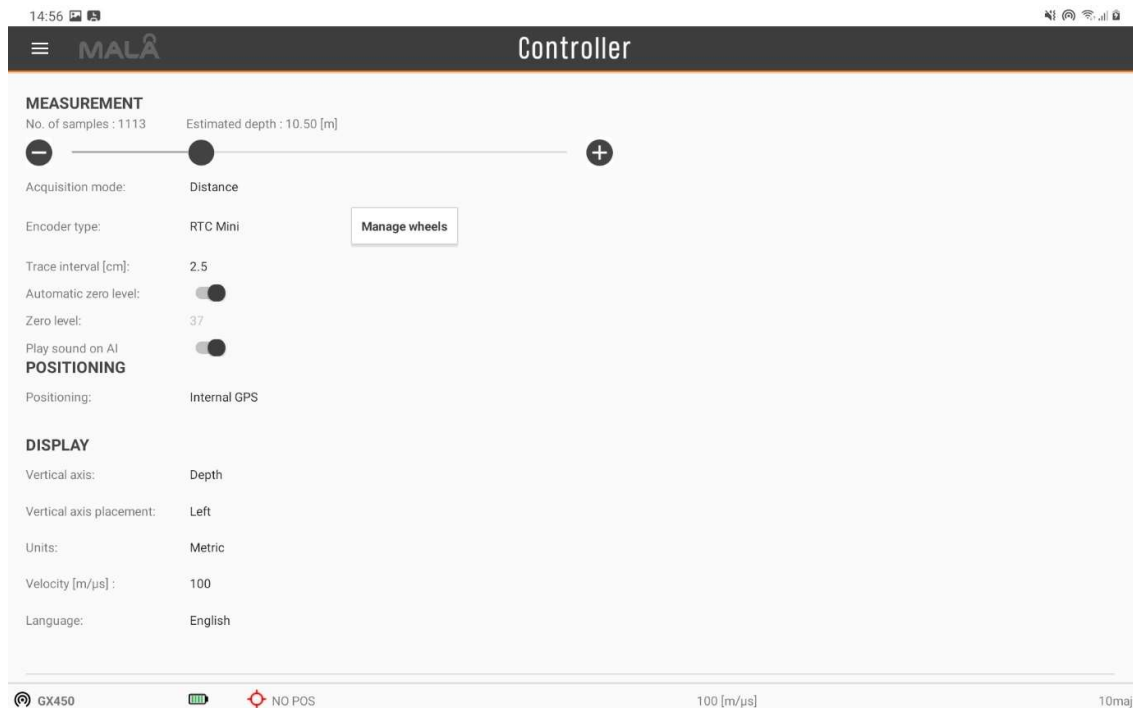 14:56
MALÅ
Controller
MEASUREMENT
No. of samples : 1113 Estimated depth : 10.50 [m]
Acquisition mode: Distance
Encoder type: RTC Mini Manage wheels
Trace interval [cm]: 2.5
Automatic zero level:
Zero level: 37
Play sound on AI
POSITIONING
Positioning: Internal GPS
DISPLAY
Vertical axis: Depth
Vertical axis placement: Left
Units: Metric
Velocity [m/µs] : 100
Language: English
GX450 NO POS 100 [m/µs] 10maj